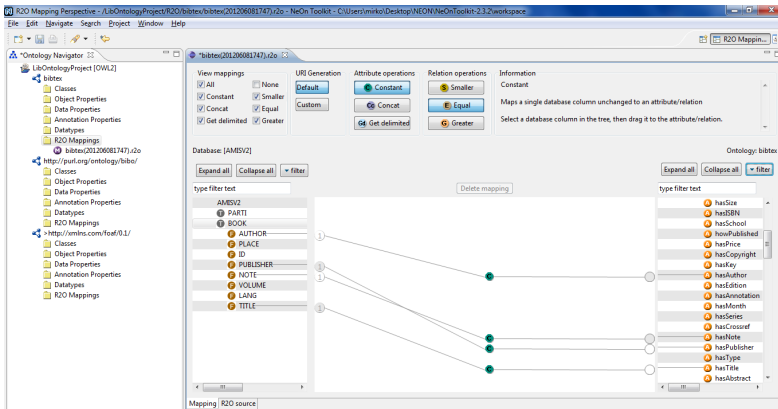 R2O Mapping Perspective - /LibOntologyProject/R2O/bibtex/bibtex(201206081747).r2o - NeOn Toolkit - C:\Users\mirko\Desktop\NEON\NeOnToolkit-2.3.2\workspace
File Edit Navigate Search Project Window Help
R2O Mappin...
*Ontology Navigator
LibOntologyProject [OWL2]
bibtex
Classes
Object Properties
Data Properties
Annotation Properties
Datatypes
R2O Mappings
bibtex(201206081747).r2o
http://purl.org/ontology/bibo/
Classes
Object Properties
Data Properties
Annotation Properties
Datatypes
R2O Mappings
>http://xmlns.com/foaf/0.1/
Classes
Object Properties
Data Properties
Annotation Properties
Datatypes
R2O Mappings
*bibtex(201206081747).r2o
View mappings
All None
Constant Smaller
Concat Equal
Get delimited Greater
URI Generation
Default
Custom
Attribute operations
C Constant
Co Concat
Gd Get delimited
Relation operations
S Smaller
E Equal
G Greater
Information
Constant
Maps a single database column unchanged to an attribute/relation
Select a database column in the tree, then drag it to the attribute/relation.
Database: [AMISV2]
Ontology: bibtex
Expand all Collapse all filter
Expand all Collapse all filter
type filter text
Delete mapping
type filter text
AMISV2
T PARTI
T BOOK
F AUTHOR
F PLACE
F ID
F PUBLISHER
F NOTE
F VOLUME
F LANG
F TITLE
1
1
1
1
C
C
C
C
A hasSize
A hasISBN
A hasSchool
A howPublished
A hasPrice
A hasCopyright
A hasKey
A hasAuthor
A hasEdition
A hasAnnotation
A hasMonth
A hasSeries
A hasCrossref
A hasNote
A hasPublisher
A hasType
A hasTitle
A hasAbstract
Mapping R2O source